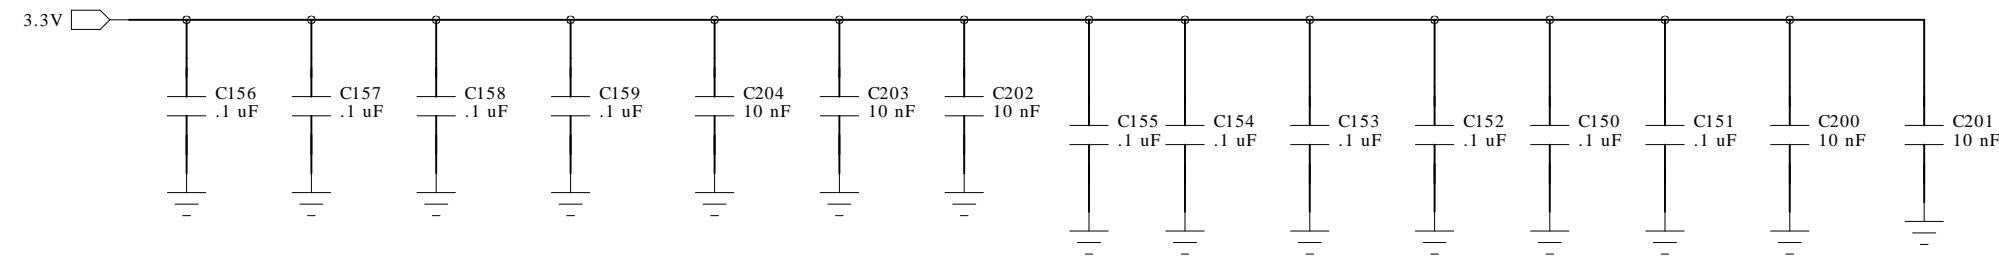 3.3V
C156
.1 uF
C157
.1 uF
C158
.1 uF
C159
.1 uF
C204
10 nF
C203
10 nF
C202
10 nF
C155
.1 uF
C154
.1 uF
C153
.1 uF
C152
.1 uF
C150
.1 uF
C151
.1 uF
C200
10 nF
C201
10 nF